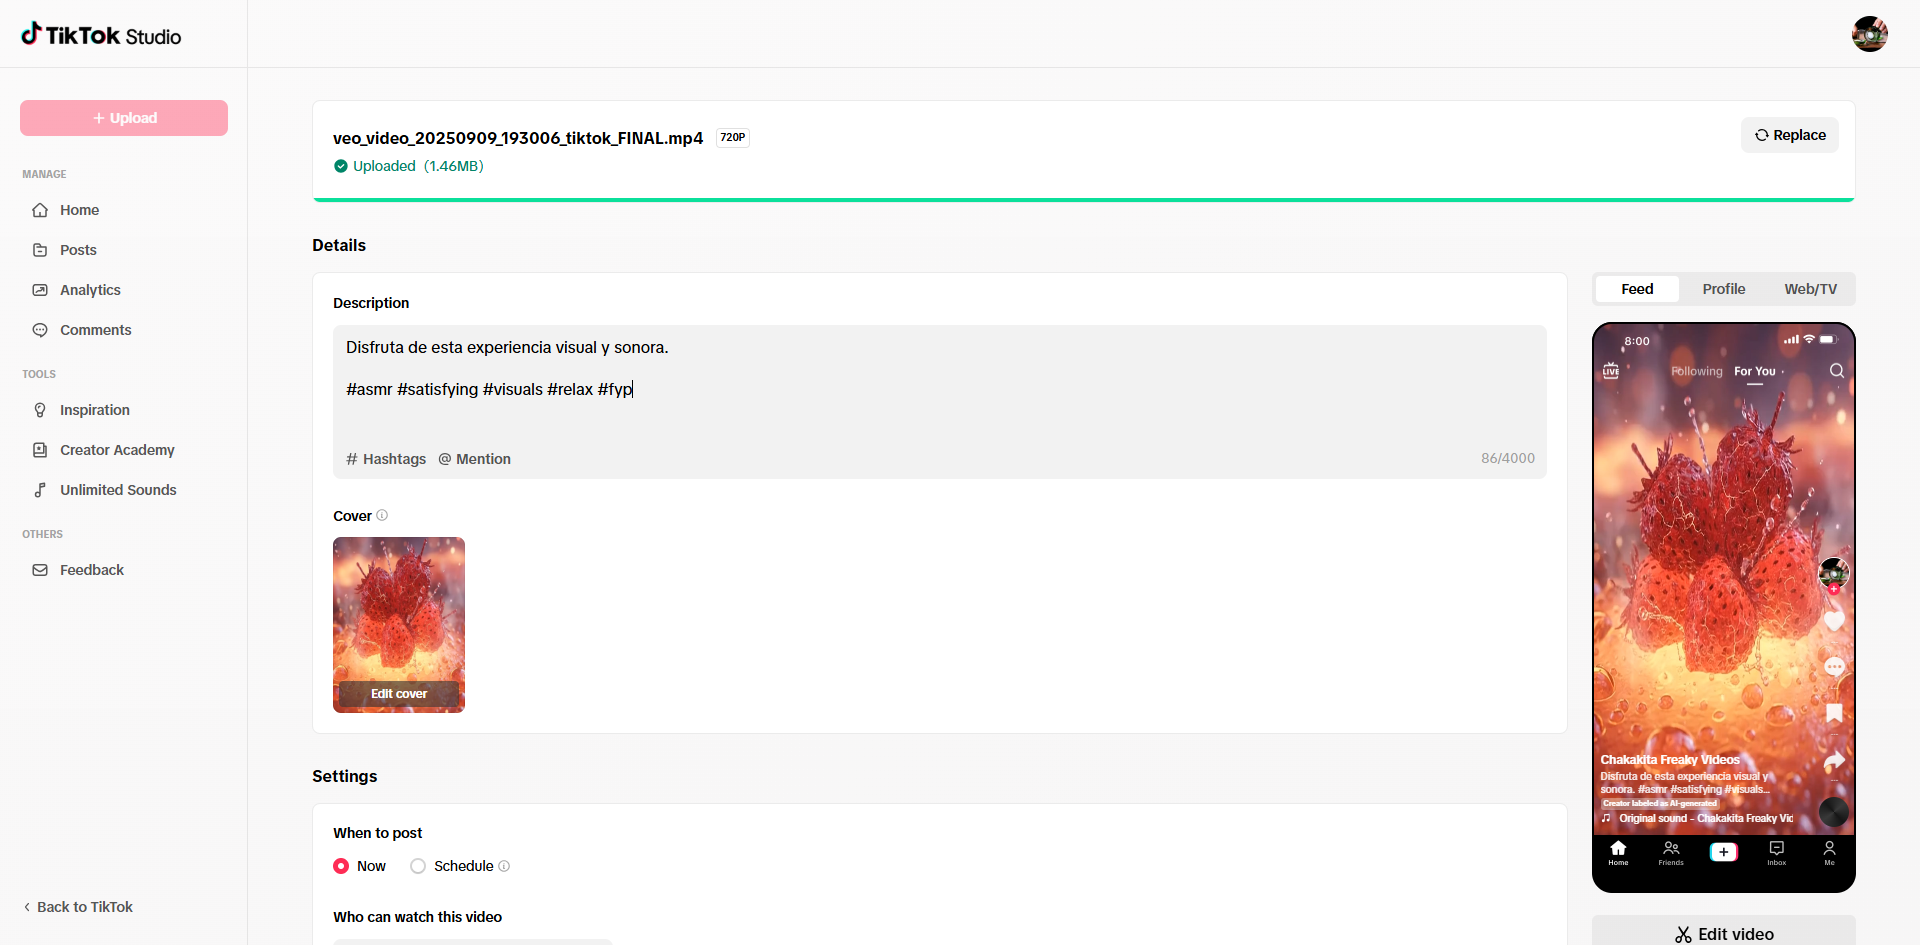 TikTok Studio
+ Upload
MANAGE
Home
Posts
Analytics
Comments
TOOLS
Inspiration
Creator Academy
Unlimited Sounds
OTHERS
Feedback
< Back to TikTok
veo_video_20250909_193006_tiktok_FINAL.mp4 720P
Uploaded (1.46MB)
Replace
Details
Description
Disfruta de esta experiencia visual y sonora.
#asmr #satisfying #visuals #relax #fyp
# Hashtags @ Mention 86/4000
Cover
Edit cover
Settings
When to post
Now Schedule
Who can watch this video
Feed Profile Web/TV
8:00
LIVE Following For You
Chakakita Freaky Videos
Disfruta de esta experiencia visual y
sonora. #asmr #satisfying #visuals...
Creator labeled as AI-generated
Original sound - Chakakita Freaky Vid
Home Friends Inbox Me
Edit video